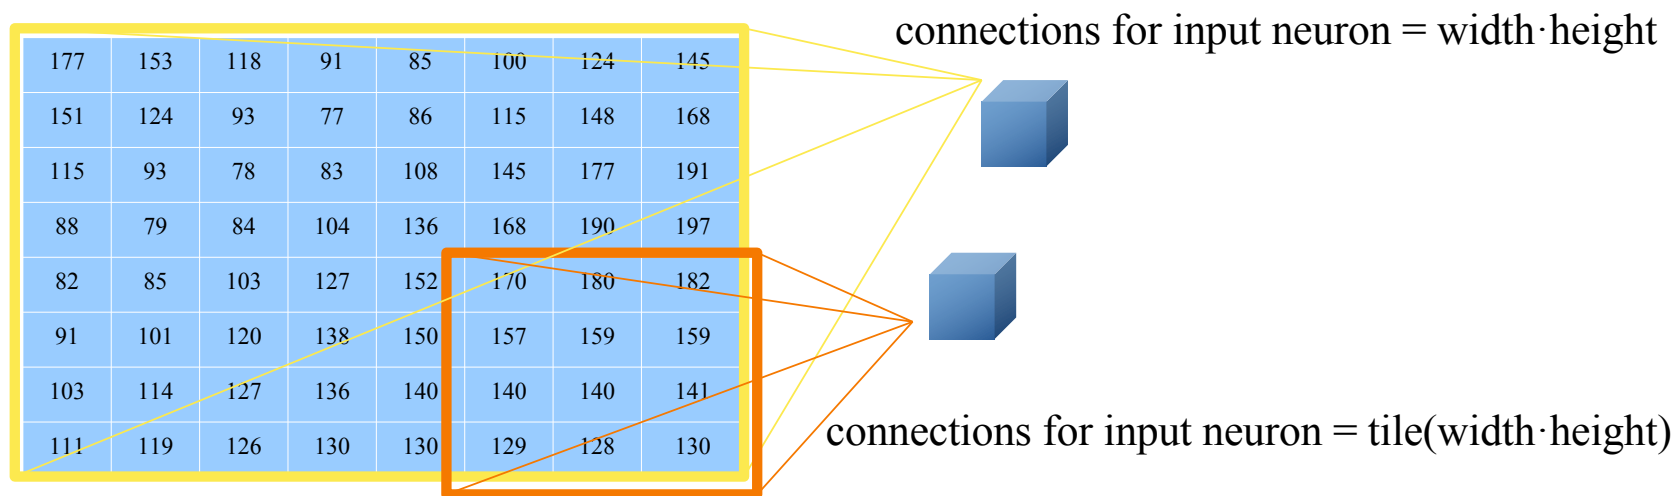 connections for input neuron = width·height
177 153 118 91 85 100 124 145
151 124 93 77 86 115 148 168
115 93 78 83 108 145 177 191
88 79 84 104 136 168 190 197
82 85 103 127 152 170 180 182
91 101 120 138 150 157 159 159
103 114 127 136 140 140 140 141
111 119 126 130 130 129 128 130
connections for input neuron = tile(width·height)